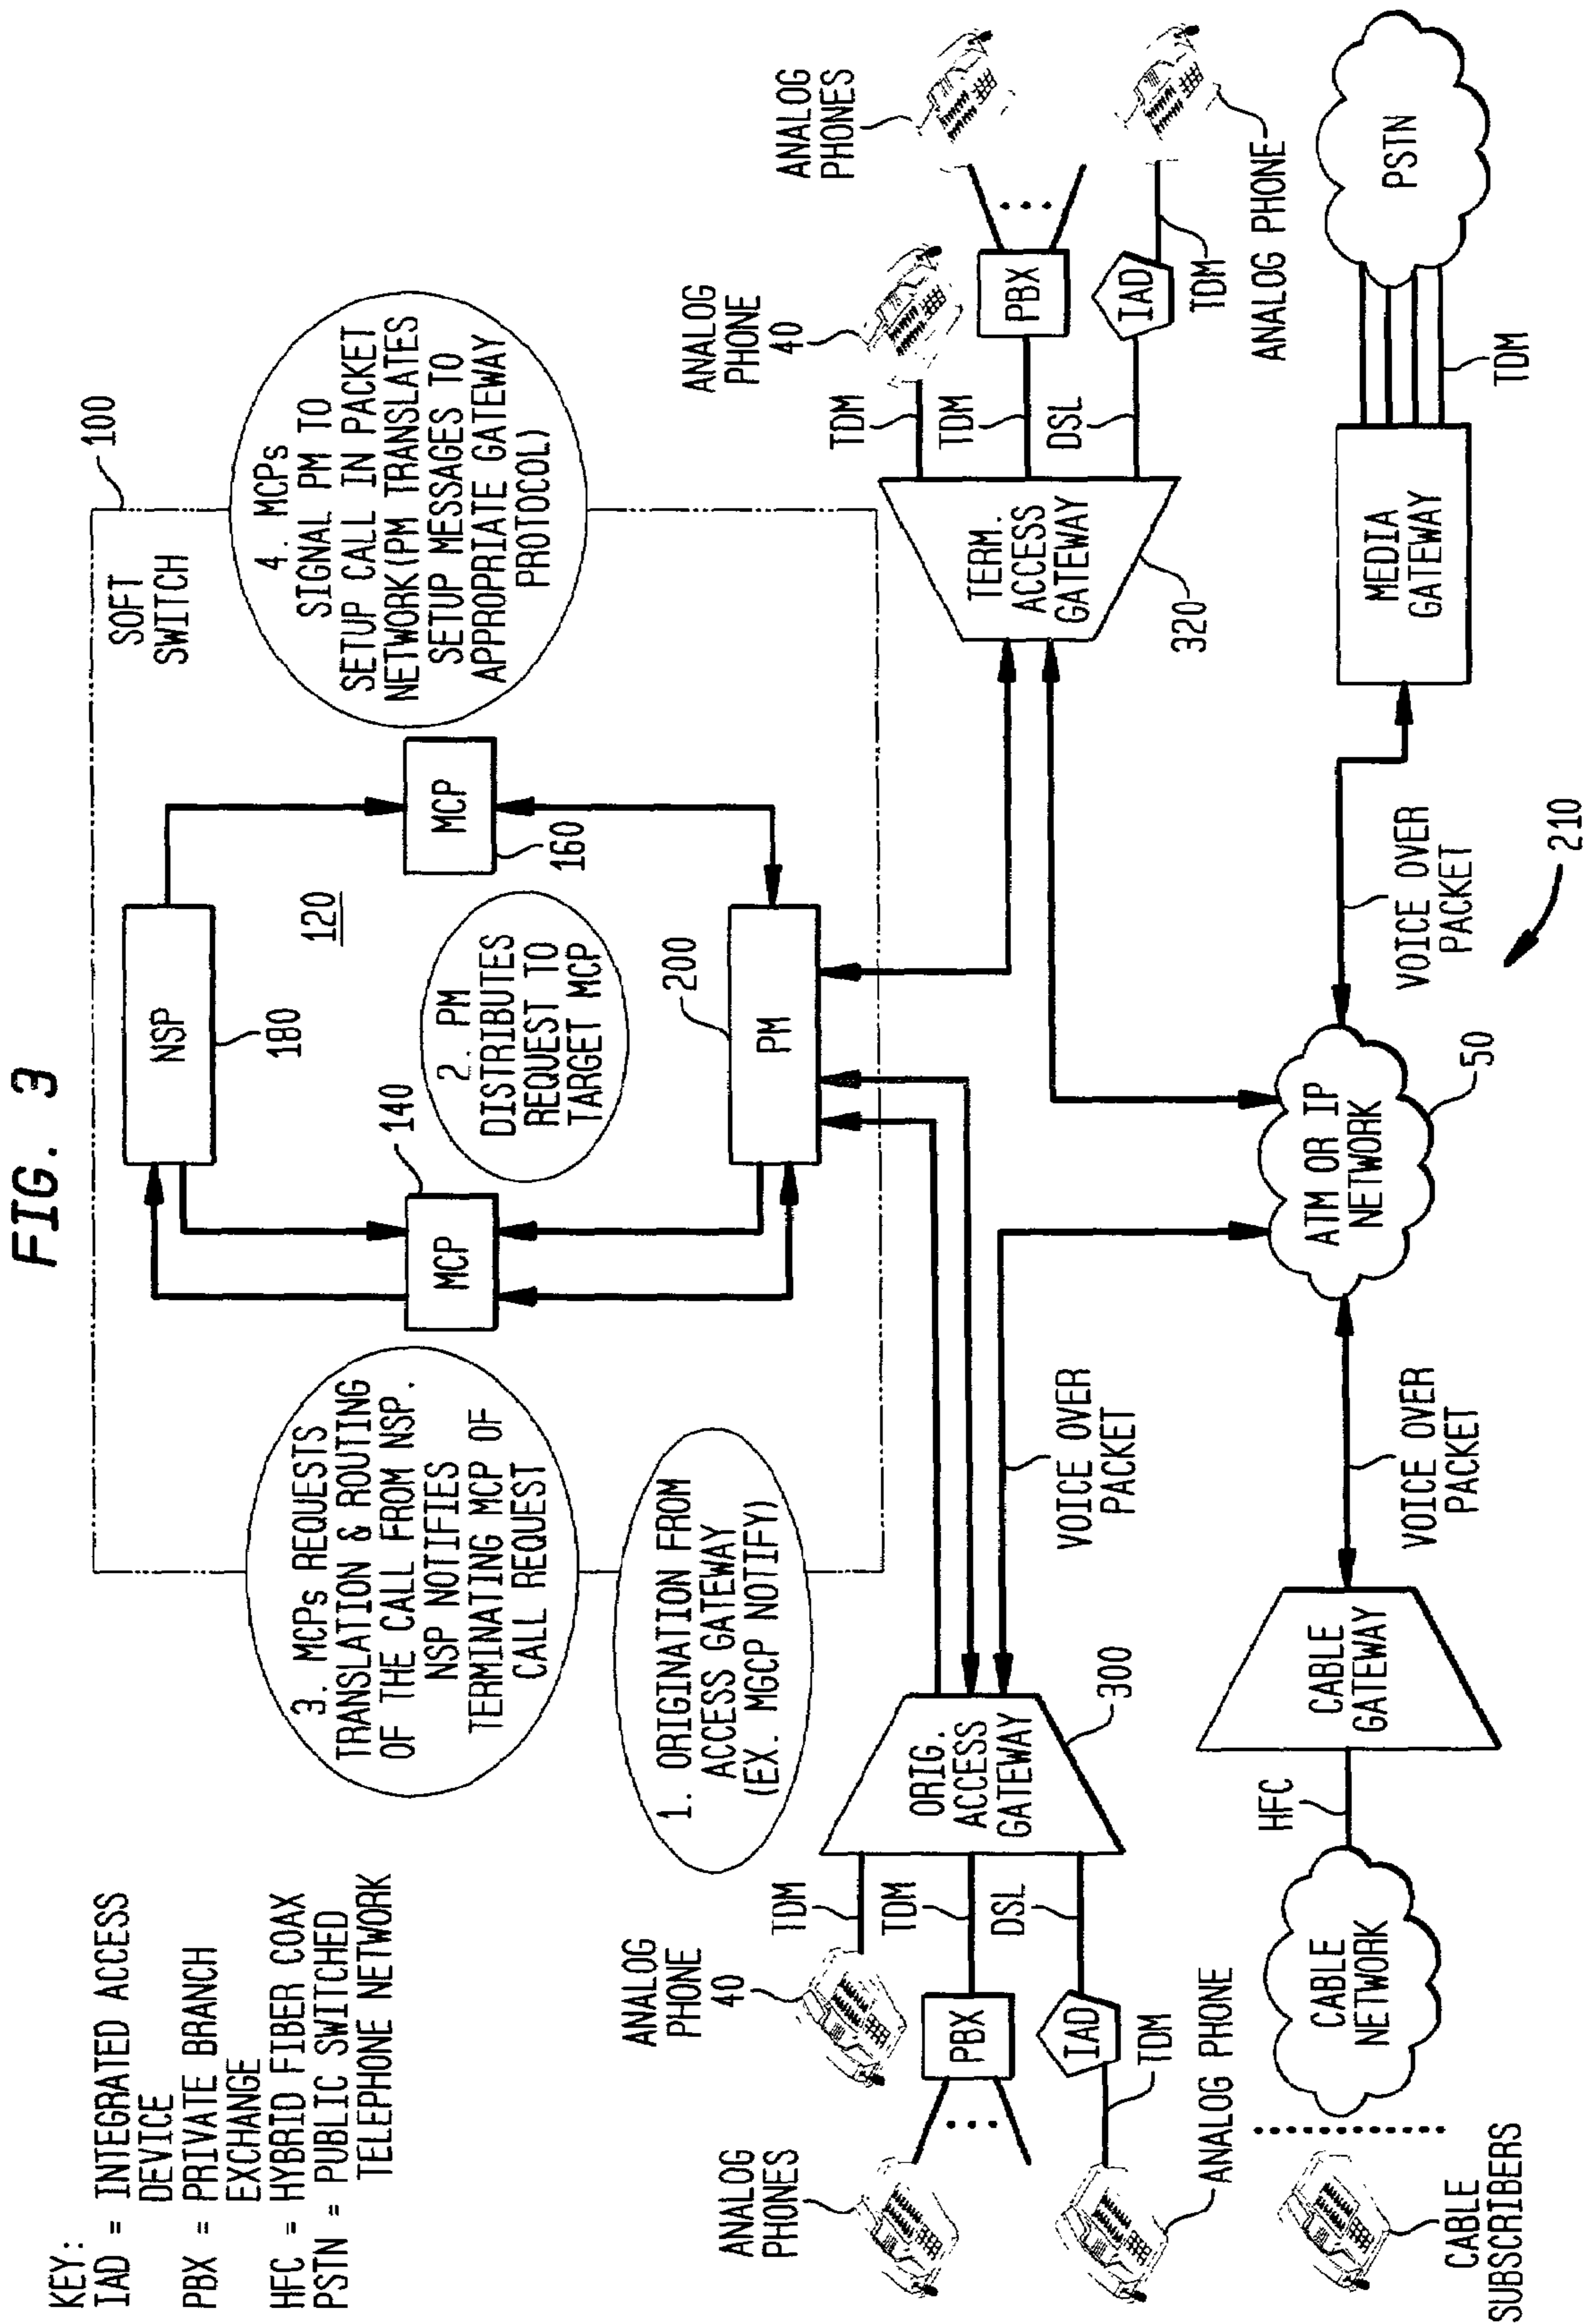 FIG. 3
KEY:
IAD = INTEGRATED ACCESS
DEVICE
PBX = PRIVATE BRANCH
EXCHANGE
HFC = HYBRID FIBER COAX
PSTN = PUBLIC SWITCHED
TELEPHONE NETWORK
100
SOFT
SWITCH
NSP
180
120
MCP
140
MCP
160
2. PM
DISTRIBUTES
REQUEST TO
TARGET MCP
200
PM
3. MCPs REQUESTS
TRANSLATION & ROUTING
OF THE CALL FROM NSP.
NSP NOTIFIES
TERMINATING MCP OF
CALL REQUEST
4. MCPs
SIGNAL PM TO
SETUP CALL IN PACKET
NETWORK(PM TRANSLATES
SETUP MESSAGES TO
APPROPRIATE GATEWAY
PROTOCOL)
1. ORIGINATION FROM
ACCESS GATEWAY
(EX. MGCP NOTIFY)
ANALOG
PHONE
40
ANALOG
PHONES
TDM
TDM
DSL
PBX
IAD
TDM
ANALOG PHONE
ORIG.
ACCESS
GATEWAY
300
VOICE OVER
PACKET
TERM.
ACCESS
GATEWAY
320
TDM
TDM
DSL
ANALOG
PHONE
40
ANALOG
PHONES
PBX
IAD
TDM
ANALOG PHONE
CABLE
SUBSCRIBERS
CABLE
NETWORK
HFC
CABLE
GATEWAY
VOICE OVER
PACKET
ATM OR IP
NETWORK
50
VOICE OVER
PACKET
MEDIA
GATEWAY
TDM
PSTN
210